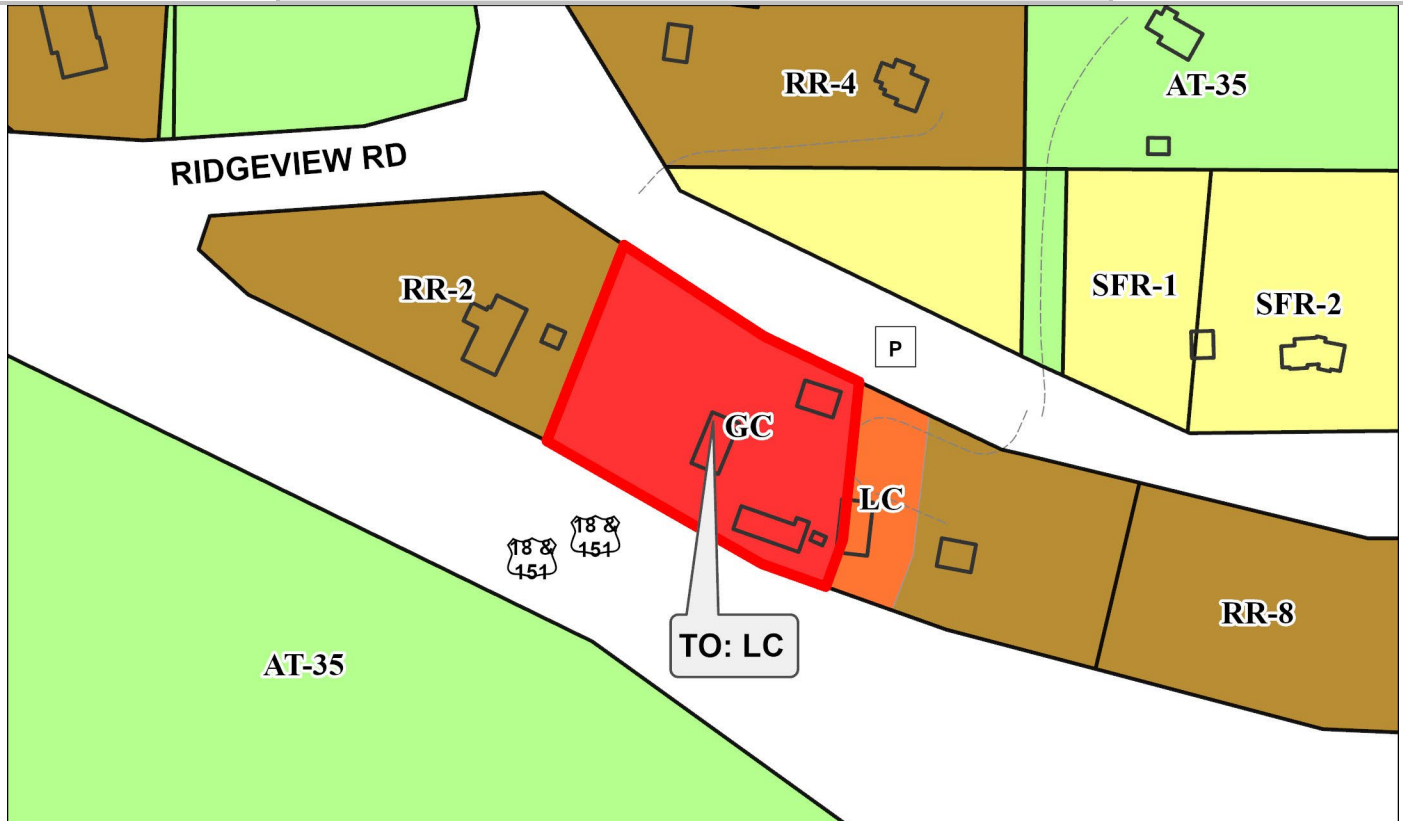 RR-4
AT-35
RIDGEVIEW RD
RR-2
SFR-1
SFR-2
P
GC
LC
18 &
151
18 &
151
RR-8
TO: LC
AT-35